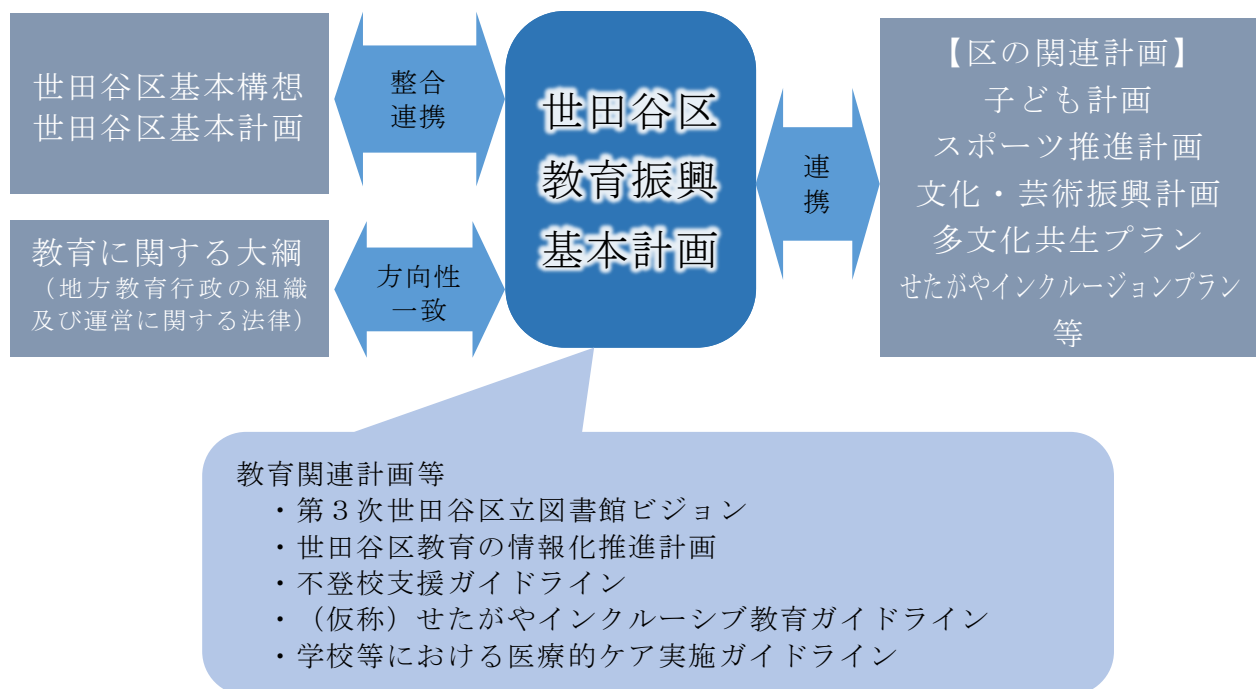 世田谷区基本構想
世田谷区基本計画
整合
連携
教育に関する大綱
（地方教育行政の組織
及び運営に関する法律）
方向性
一致
世田谷区
教育振興
基本計画
連
携
【区の関連計画】
子ども計画
スポーツ推進計画
文化・芸術振興計画
多文化共生プラン
せたがやインクルージョンプラン
等
教育関連計画等
・第３次世田谷区立図書館ビジョン
・世田谷区教育の情報化推進計画
・不登校支援ガイドライン
・（仮称）せたがやインクルーシブ教育ガイドライン
・学校等における医療的ケア実施ガイドライン